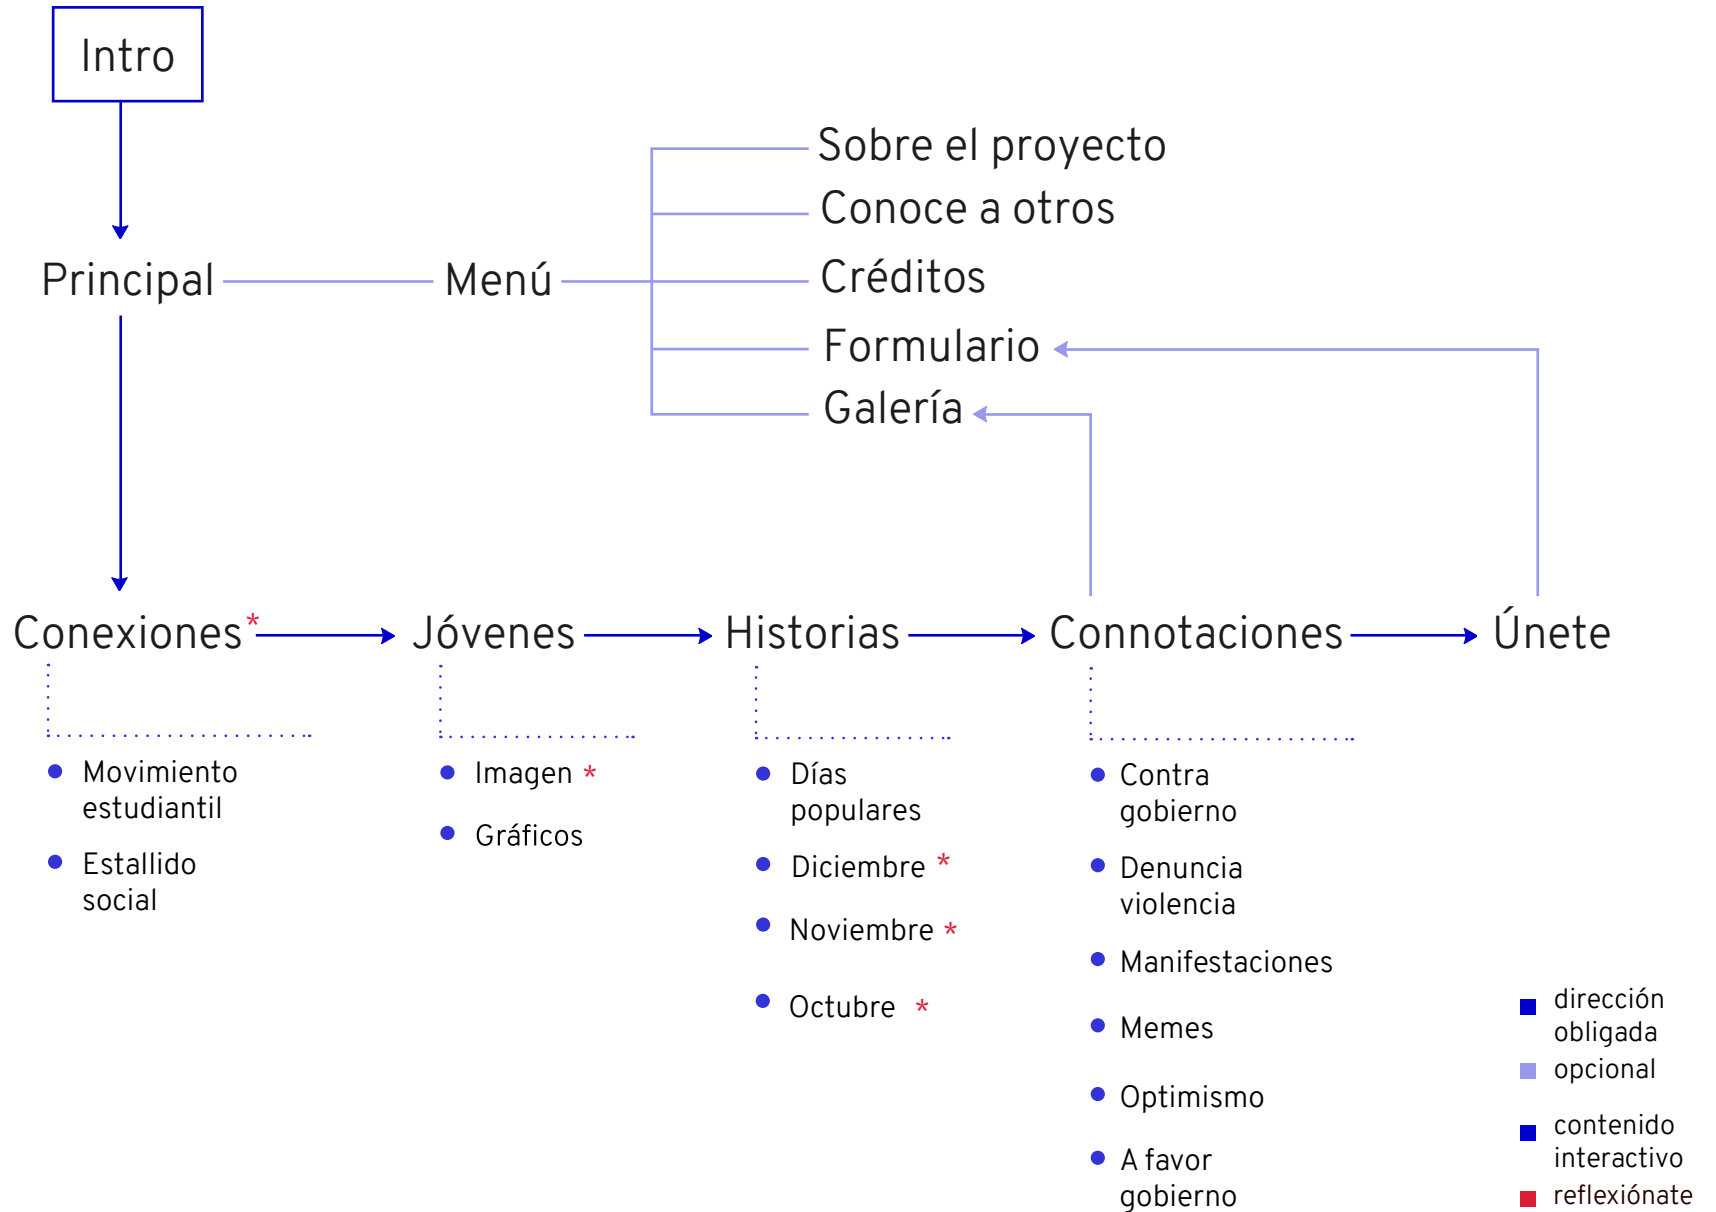 Intro
Sobre el proyecto
Conoce a otros
Principal
Menú
Créditos
Formulario
Galería
Conexiones*
Jóvenes
Historias
Connotaciones
Únete
Movimiento
estudiantil
Estallido
social
Imagen *
Gráficos
Días
populares
Diciembre *
Noviembre *
Octubre *
Contra
gobierno
Denuncia
violencia
Manifestaciones
Memes
Optimismo
A favor
gobierno
dirección
obligada
opcional
contenido
interactivo
reflexiónate